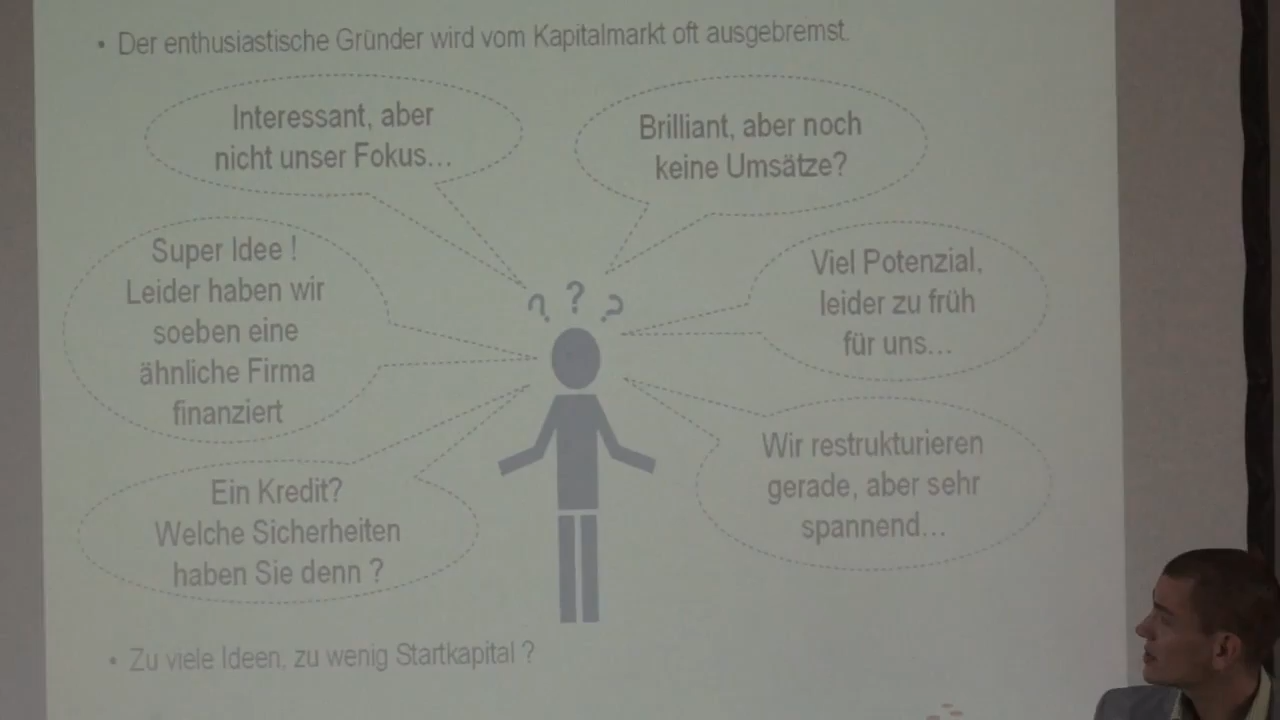 • Der enthusiastische Gründer wird vom Kapitalmarkt oft ausgebremst.
Interessant, aber
nicht unser Fokus...
Brilliant, aber noch
keine Umsätze?
Super Idee !
Leider haben wir
soeben eine
ähnliche Firma
finanziert
Viel Potenzial,
leider zu früh
für uns...
? ? ?
Ein Kredit?
Welche Sicherheiten
haben Sie denn ?
Wir restrukturieren
gerade, aber sehr
spannend...
• Zu viele Ideen, zu wenig Startkapital ?